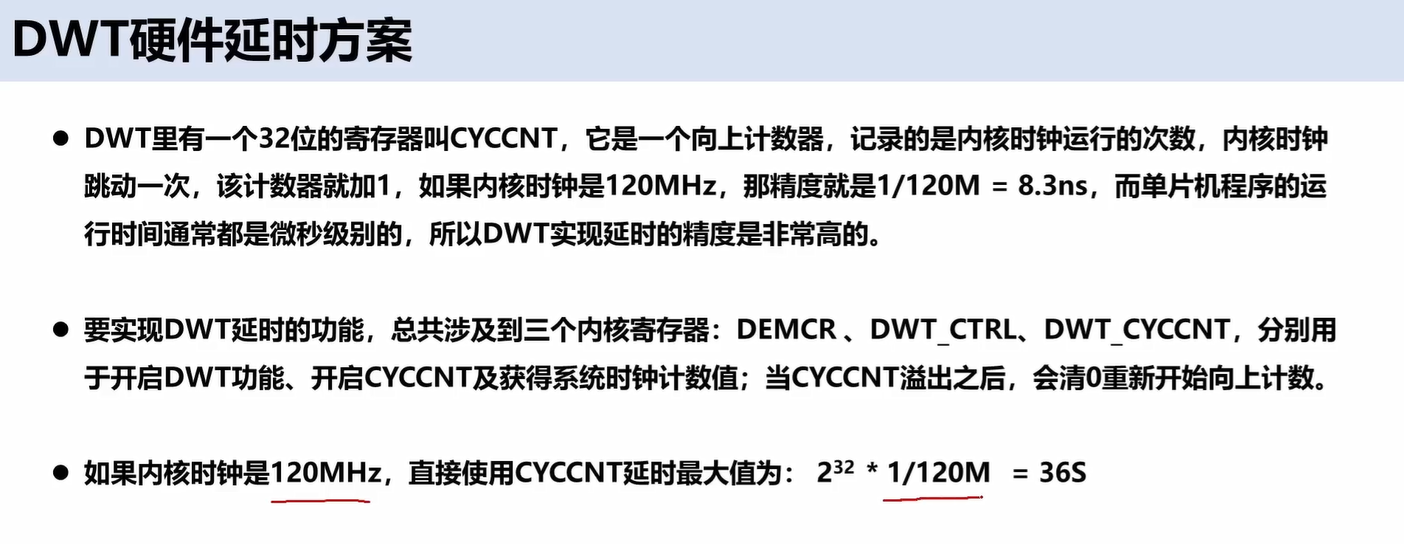 DWT硬件延时方案
● DWT里有一个32位的寄存器叫CYCCNT，它是一个向上计数器，记录的是内核时钟运行的次数，内核时钟
跳动一次，该计数器就加1，如果内核时钟是120MHz，那精度就是1/120M = 8.3ns，而单片机程序的运
行时间通常都是微秒级别的，所以DWT实现延时的精度是非常高的。
● 要实现DWT延时的功能，总共涉及到三个内核寄存器：DEMCR 、DWT_CTRL、DWT_CYCCNT，分别用
于开启DWT功能、开启CYCCNT及获得系统时钟计数值；当CYCCNT溢出之后，会清0重新开始向上计数。
● 如果内核时钟是120MHz，直接使用CYCCNT延时最大值为： 2³² * 1/120M = 36S